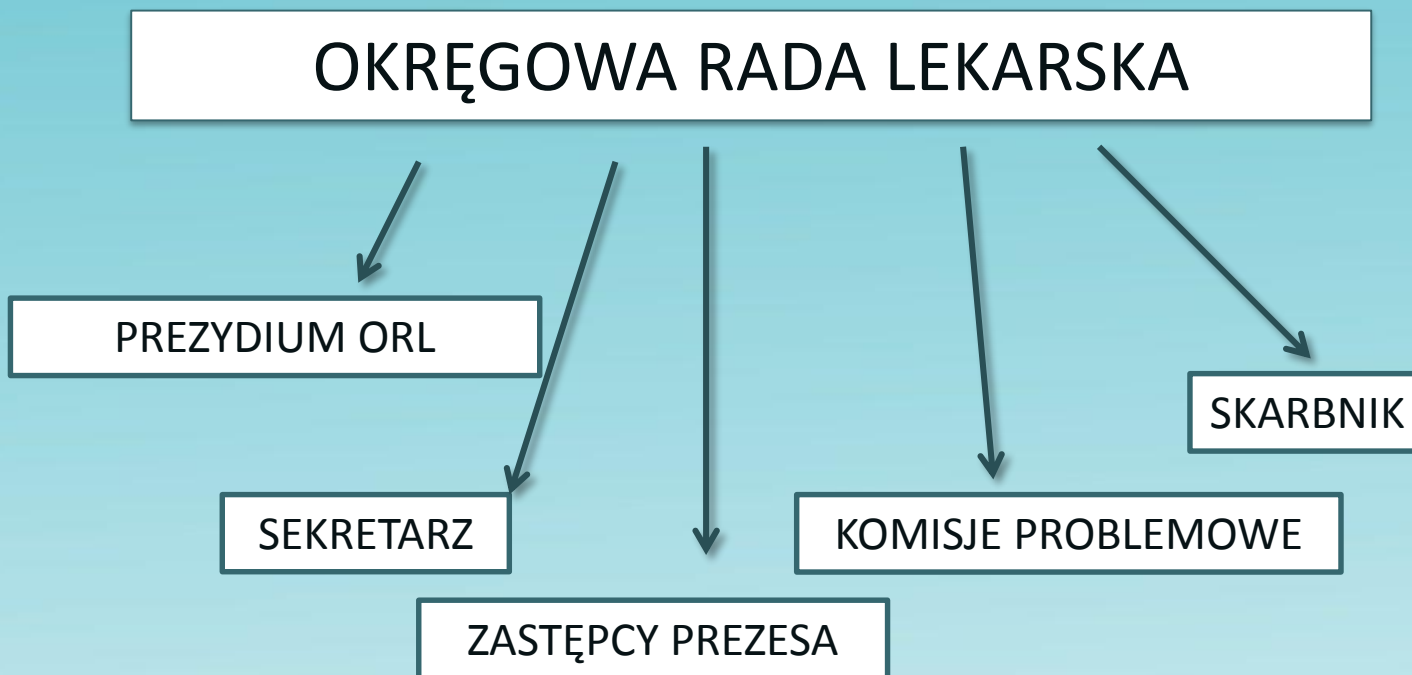 OKRĘGOWA RADA LEKARSKA
PREZYDIUM ORL
SKARBNIK
SEKRETARZ
KOMISJE PROBLEMOWE
ZASTĘPCY PREZESA